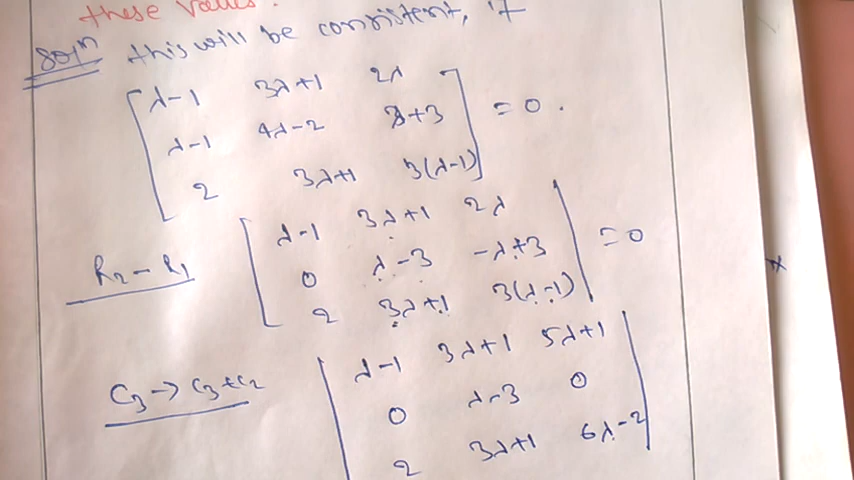 these values.
Solⁿ this will be consistent, if
[ λ-1 3λ+1 2λ
λ-1 4λ-2 λ+3
2 3λ+1 3(λ-1) ] = 0.
R₂ - R₁ [ λ-1 3λ+1 2λ
0 λ-3 -λ+3
2 3λ+1 3(λ-1) | = 0
C₃ → C₃+C₂ | λ-1 3λ+1 5λ+1
0 λ-3 0
2 3λ+1 6λ-2 |